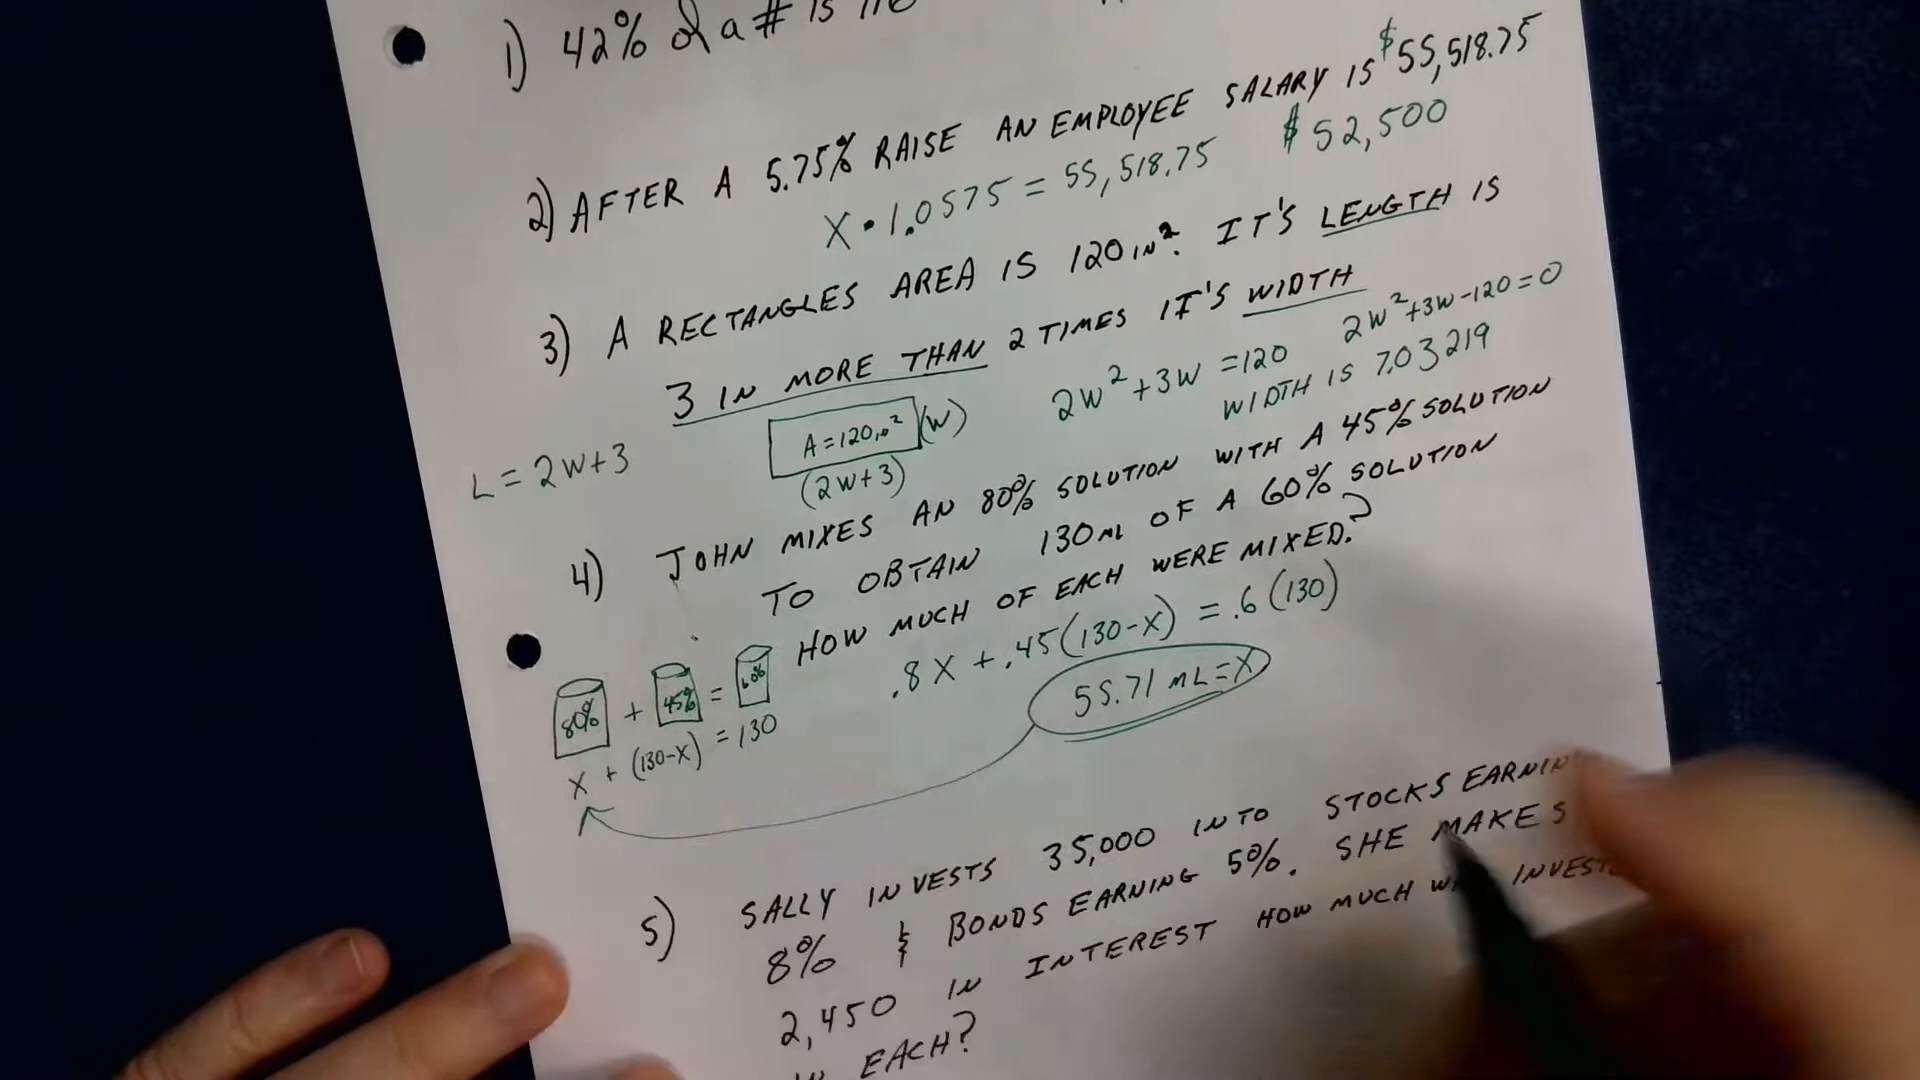 1) 42% of a # is
2) AFTER A 5.75% RAISE AN EMPLOYEE SALARY IS $55,518.75
X • 1.0575 = 55,518.75 $52,500
3) A RECTANGLES AREA IS 120 IN². IT'S LENGTH IS
3 IN MORE THAN 2 TIMES IT'S WIDTH
L = 2W+3
A = 120 in² (W)
(2W+3)
2W² + 3W = 120
2W²+3W-120=0
WIDTH IS 7.03219
4) JOHN MIXES AN 80% SOLUTION WITH A 45% SOLUTION
TO OBTAIN 130 ML OF A 60% SOLUTION
HOW MUCH OF EACH WERE MIXED?
80% + 45% = 60%
X + (130-X) = 130
.8X + .45(130-X) = .6(130)
55.71 ML = X
5) SALLY INVESTS 35,000 INTO STOCKS
8% & BONDS EARNING 5%. SHE MAKES
2,450 IN INTEREST HOW MUCH
EACH?